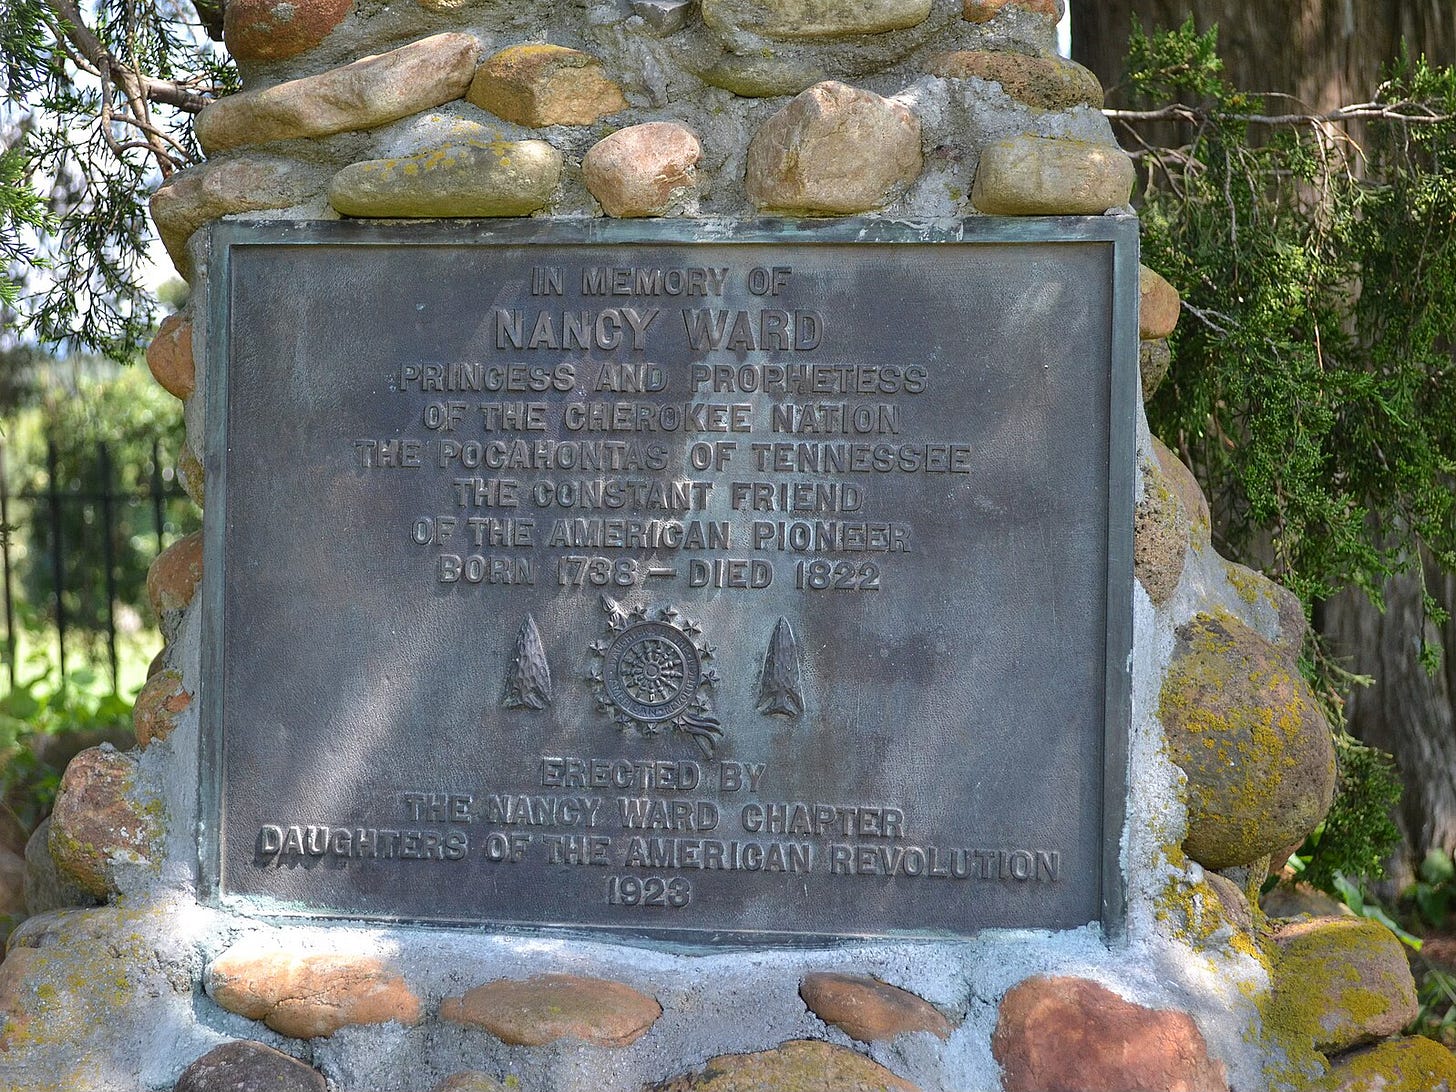 IN MEMORY OF
NANCY WARD
PRINCESS AND PROPHETESS
OF THE CHEROKEE NATION
THE POCAHONTAS OF TENNESSEE
THE CONSTANT FRIEND
OF THE AMERICAN PIONEER
BORN 1738 — DIED 1822
ERECTED BY
THE NANCY WARD CHAPTER
DAUGHTERS OF THE AMERICAN REVOLUTION
1923